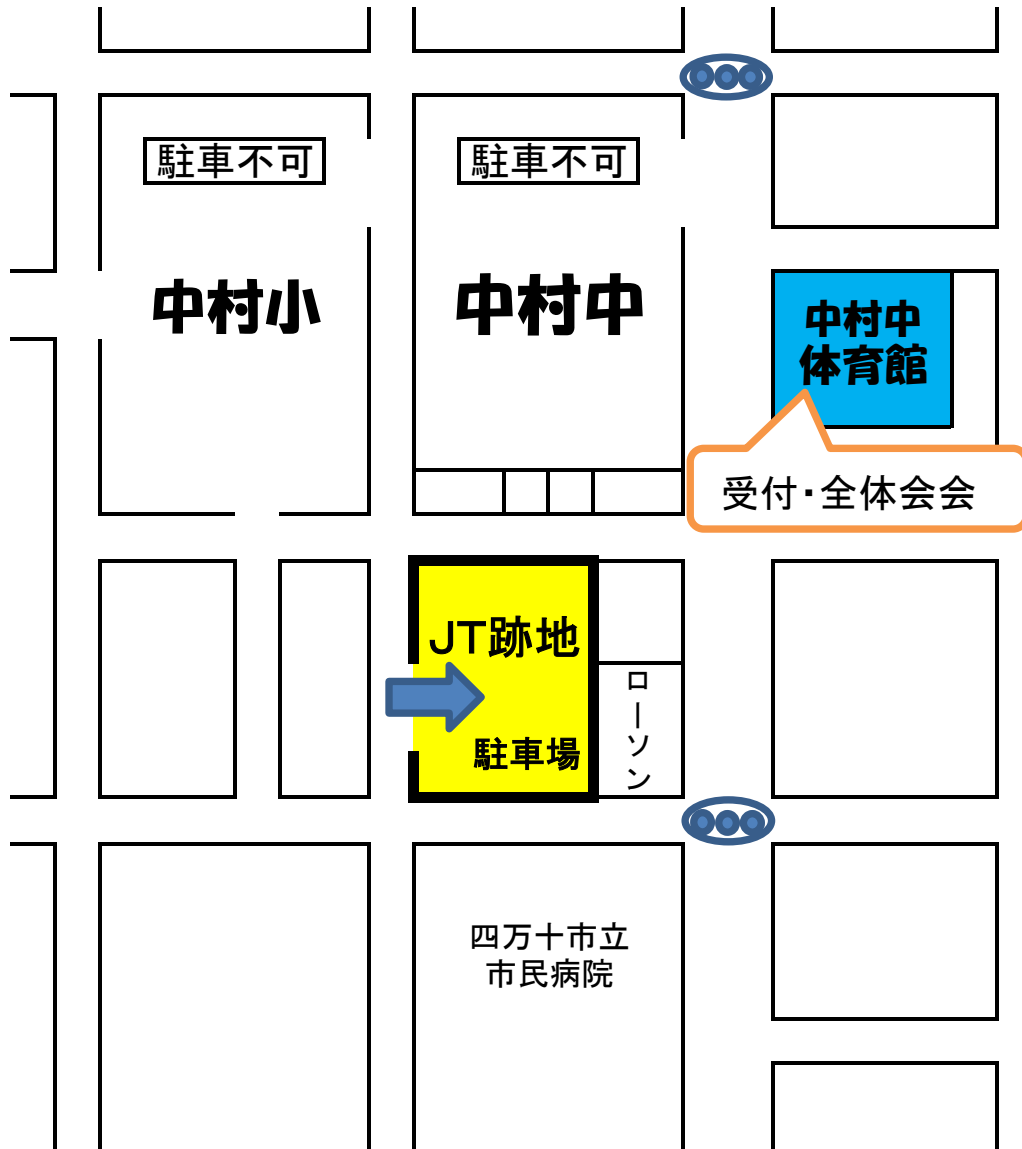 駐車不可
駐車不可
中村小
中村中
中村中
体育館
受付・全体会会
JT跡地
駐車場
ローソン
四万十市立
市民病院